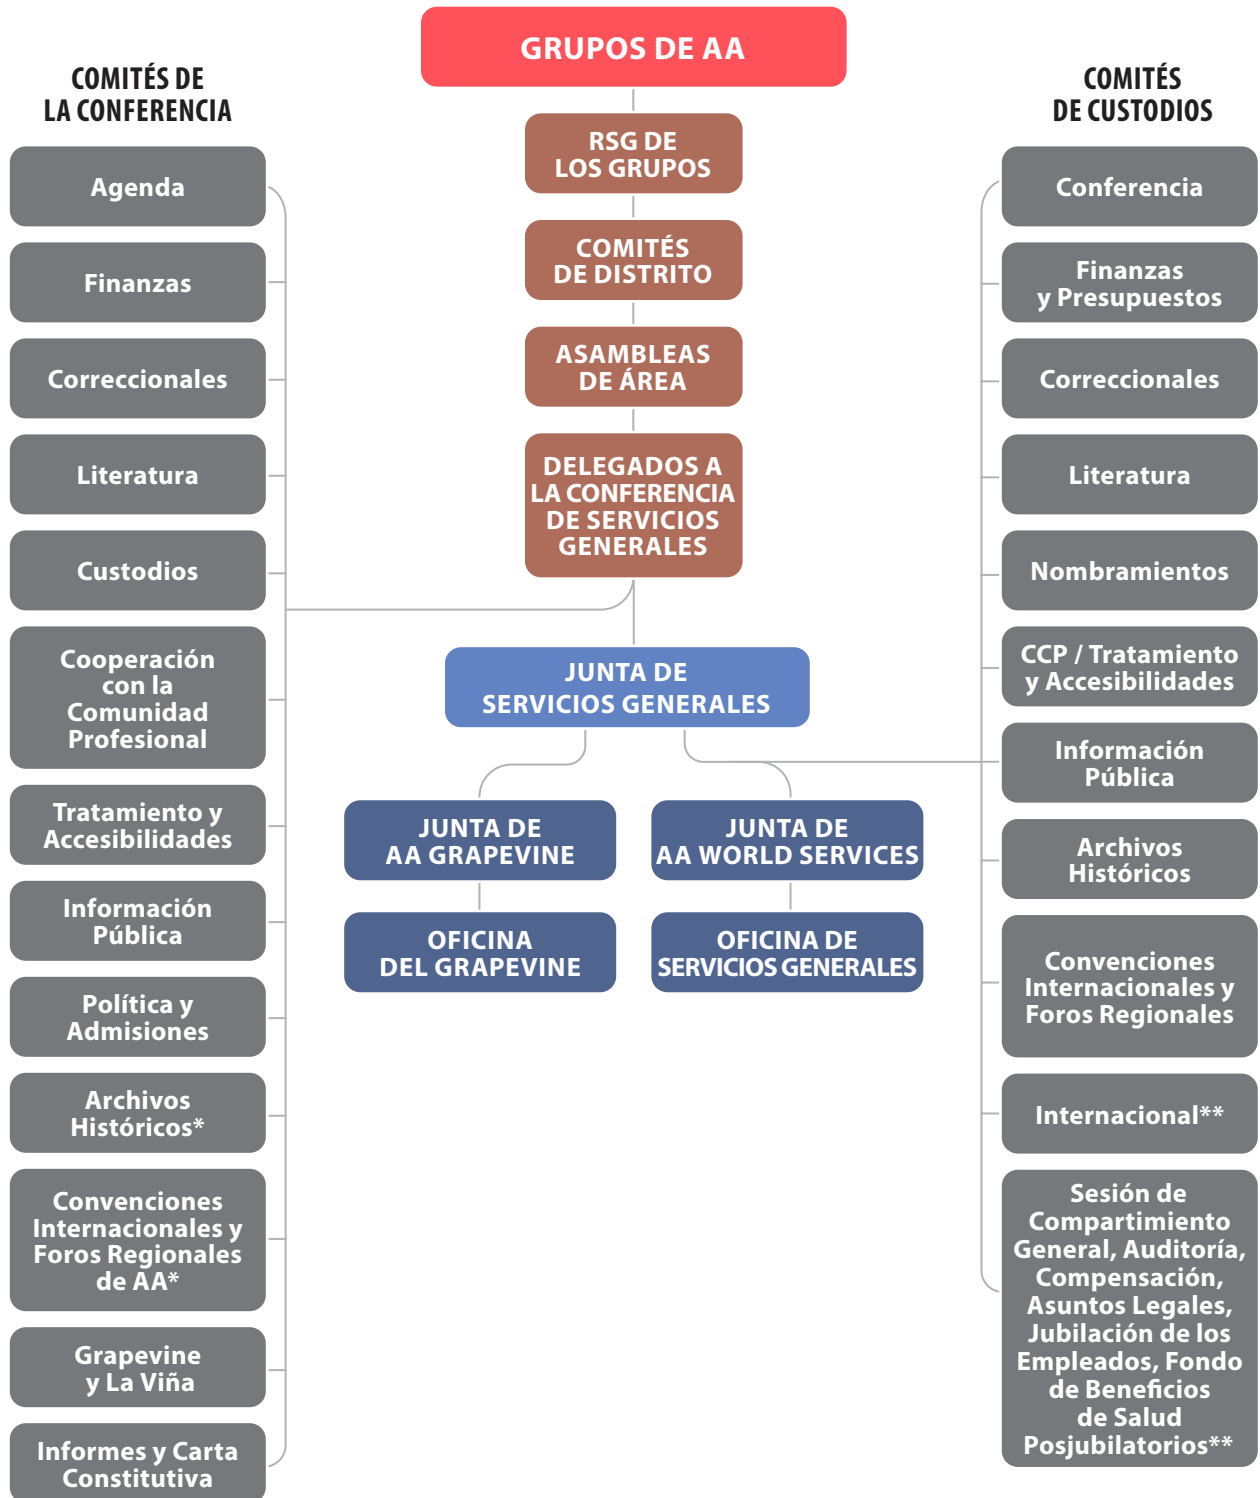 GRUPOS DE AA
COMITÉS DE
LA CONFERENCIA
Agenda
Finanzas
Correccionales
Literatura
Custodios
Cooperación
con la
Comunidad
Profesional
Tratamiento y
Accesibilidades
Información
Pública
Política y
Admisiones
Archivos
Históricos*
Convenciones
Internacionales y
Foros Regionales
de AA*
Grapevine
y La Viña
Informes y Carta
Constitutiva
RSG DE
LOS GRUPOS
COMITÉS
DE DISTRITO
ASAMBLEAS
DE ÁREA
DELEGADOS A
LA CONFERENCIA
DE SERVICIOS
GENERALES
JUNTA DE
SERVICIOS GENERALES
JUNTA DE
AA GRAPEVINE
JUNTA DE
AA WORLD SERVICES
OFICINA
DEL GRAPEVINE
OFICINA DE
SERVICIOS GENERALES
COMITÉS
DE CUSTODIOS
Conferencia
Finanzas
y Presupuestos
Correccionales
Literatura
Nombramientos
CCP / Tratamiento
y Accesibilidades
Información
Pública
Archivos
Históricos
Convenciones
Internacionales y
Foros Regionales
Internacional**
Sesión de
Compartimiento
General, Auditoría,
Compensación,
Asuntos Legales,
Jubilación de los
Empleados, Fondo
de Beneficios
de Salud
Posjubilatorios**